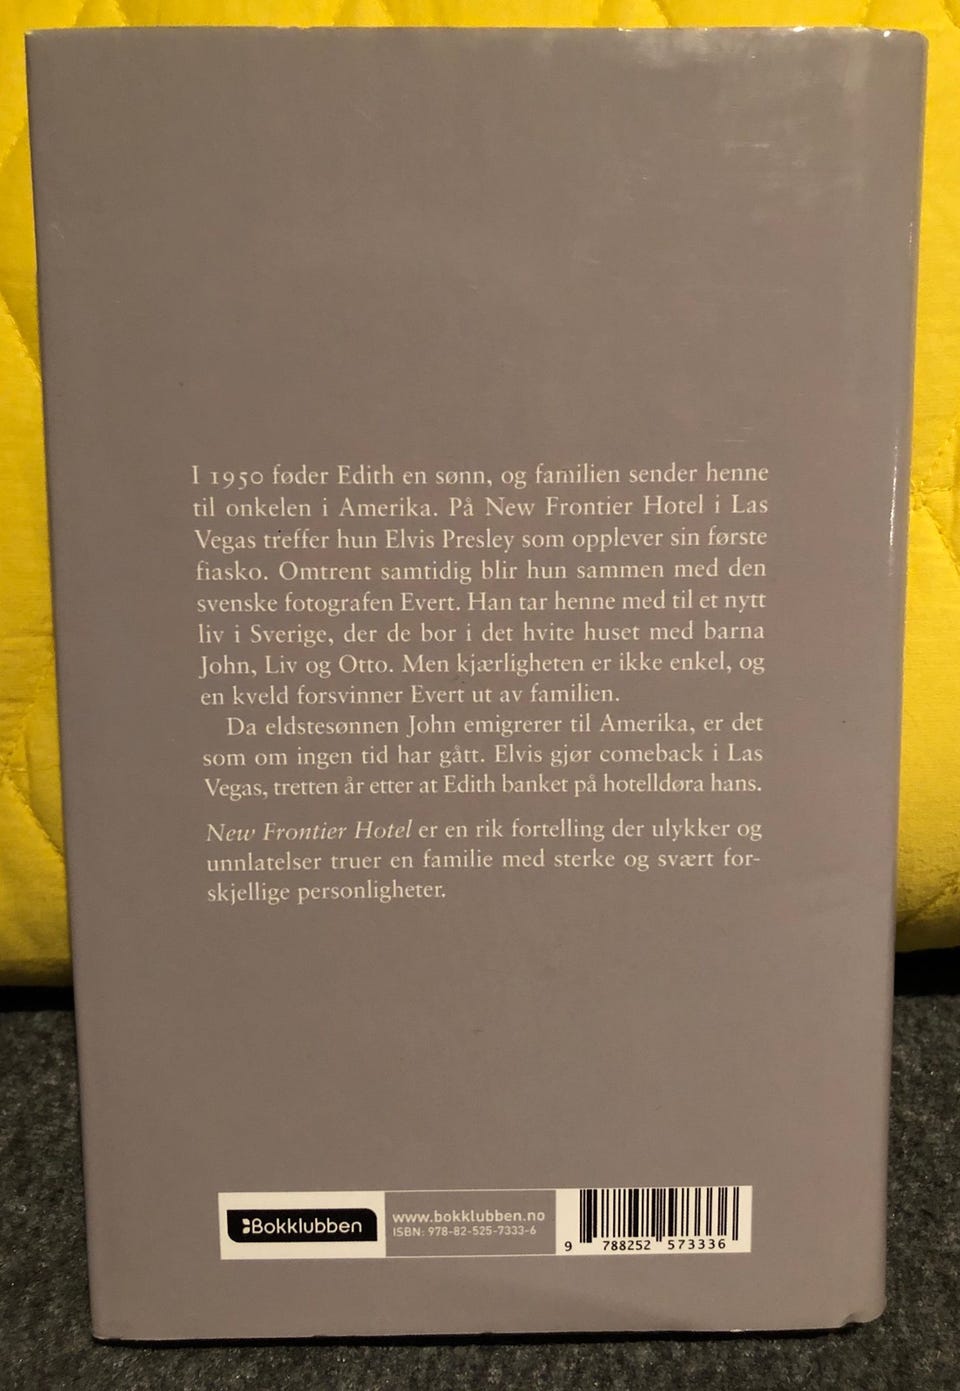 I 1950 føder Edith en sønn, og familien sender henne
til onkelen i Amerika. På New Frontier Hotel i Las
Vegas treffer hun Elvis Presley som opplever sin første
fiasko. Omtrent samtidig blir hun sammen med den
svenske fotografen Evert. Han tar henne med til et nytt
liv i Sverige, der de bor i det hvite huset med barna
John, Liv og Otto. Men kjærligheten er ikke enkel, og
en kveld forsvinner Evert ut av familien.
Da eldstesønnen John emigrerer til Amerika, er det
som om ingen tid har gått. Elvis gjør comeback i Las
Vegas, tretten år etter at Edith banket på hotelldøra hans.
New Frontier Hotel er en rik fortelling der ulykker og
unnlatelser truer en familie med sterke og svært for-
skjellige personligheter.
Bokklubben
www.bokklubben.no
ISBN: 978-82-525-7333-6
9 788252 573336